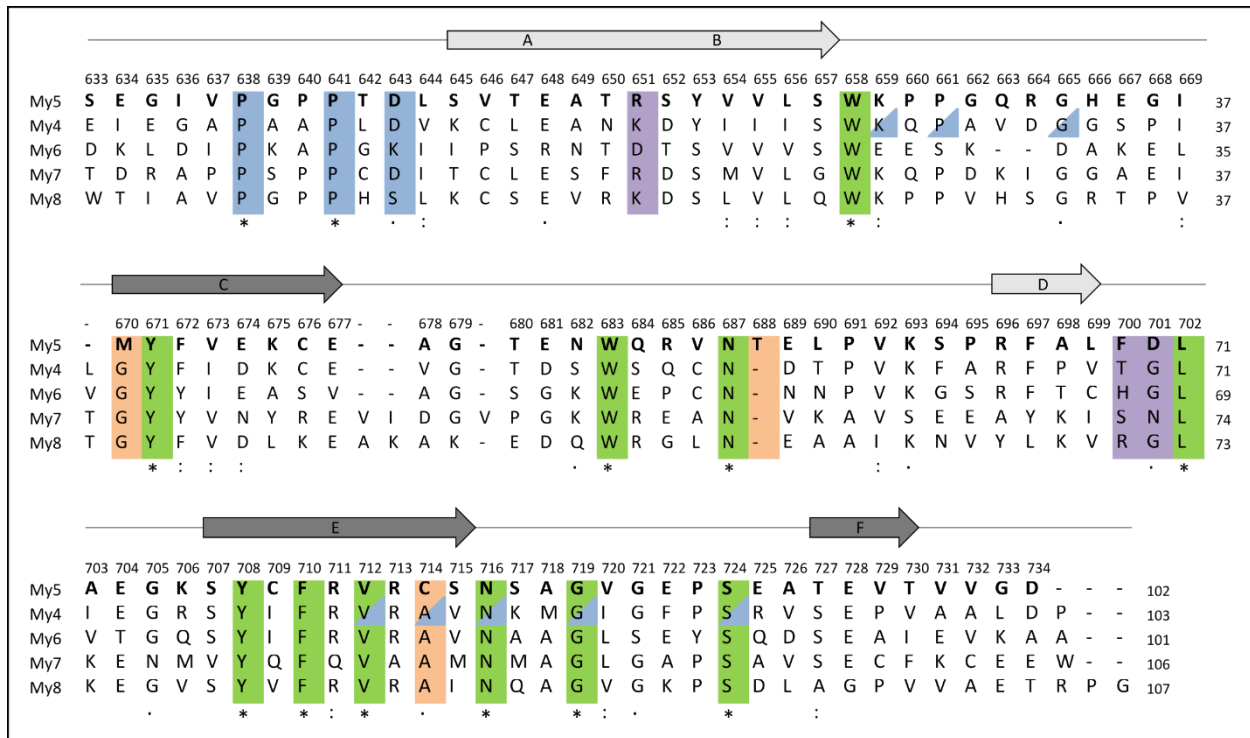 A B
633 634 635 636 637 638 639 640 641 642 643 644 645 646 647 648 649 650 651 652 653 654 655 656 657 658 659 660 661 662 663 664 665 666 667 668 669
My5 S E G I V P G P P T D L S V T E A T R S Y V V L S W K P P G Q R G H E G I 37
My4 E I E G A P A A P L D V K C L E A N K D Y I I I S W K Q P A V D G G S P I 37
My6 D K L D I P K A P G K I I P S R N T D T S V V V S W E E S K - - D A K E L 35
My7 T D R A P P S P P C D I T C L E S F R D S M V L G W K Q P D K I G G A E I 37
My8 W T I A V P G P P H S L K C S E V R K D S L V L Q W K P P V H S G R T P V 37
* * . : . : : : * : . :
C D
- 670 671 672 673 674 675 676 677 - - 678 679 - 680 681 682 683 684 685 686 687 688 689 690 691 692 693 694 695 696 697 698 699 700 701 702
My5 - M Y F V E K C E - - A G - T E N W Q R V N T E L P V K S P R F A L F D L 71
My4 L G Y F I D K C E - - V G - T D S W S Q C N - D T P V K F A R F P V T G L 71
My6 V G Y Y I E A S V - - A G - S G K W E P C N - N N P V K G S R F T C H G L 69
My7 T G Y Y V N Y R E V I D G V P G K W R E A N - V K A V S E E A Y K I S N L 74
My8 T G Y F V D L K E A K A K - E D Q W R G L N - E A A I K N V Y L K V R G L 73
* : : : . * * : . . *
E F
703 704 705 706 707 708 709 710 711 712 713 714 715 716 717 718 719 720 721 722 723 724 725 726 727 728 729 730 731 732 733 734
My5 A E G K S Y C F R V R C S N S A G V G E P S E A T E V T V V G D - - - 102
My4 I E G R S Y I F R V R A V N K M G I G F P S R V S E P V A A L D P - - 103
My6 V T G Q S Y I F R V R A V N A A G L S E Y S Q D S E A I E V K A A - - 101
My7 K E N M V Y Q F Q V A A M N M A G L G A P S A V S E C F K C E E W - - 106
My8 K E G V S Y V F R V R A I N Q A G V G K P S D L A G P V V A E T R P G 107
. * * : * . * * : . * :